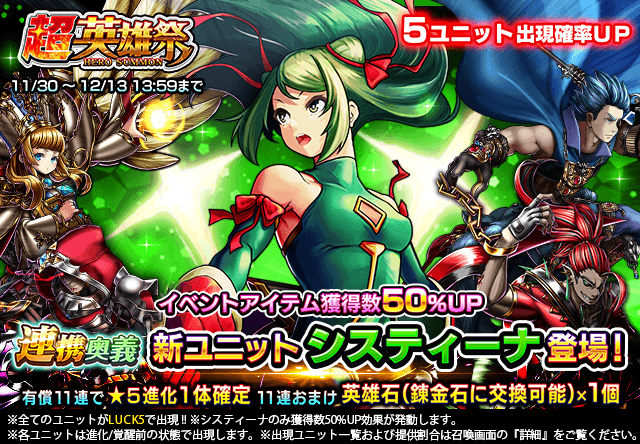 超英雄祭
HERO SUMMON
11/30 ～ 12/13 13:59まで
5ユニット出現確率UP
イベントアイテム獲得数50%UP
連携奥義 新ユニット システィーナ 登場!
有償11連で ★5進化1体確定 11連おまけ 英雄石(錬金石に交換可能)×1個
※全てのユニットがLUCK5で出現!! ※システィーナのみ獲得数50%UP効果が発動します。
※各ユニットは進化/覚醒前の状態で出現します。※出現ユニット一覧および提供割合は召喚画面の「詳細」をご覧ください。